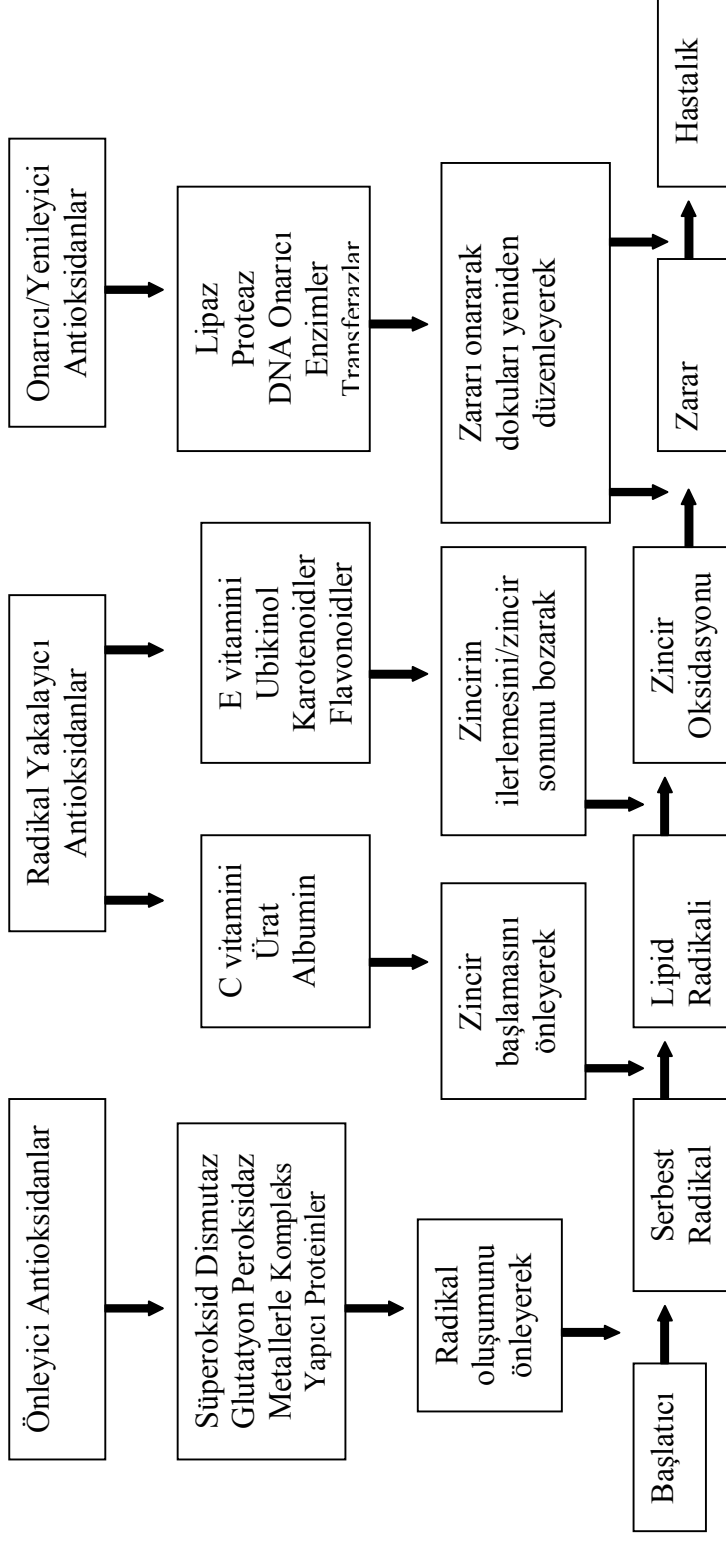 Önleyici Antioksidanlar
Radikal Yakalayıcı
Antioksidanlar
Onarıcı/Yenileyici
Antioksidanlar
Süperoksid Dismutaz
Glutatyon Peroksidaz
Metallerle Kompleks
Yapıcı Proteinler
C vitamini
Ürat
Albumin
E vitamini
Ubikinol
Karotenoidler
Flavonoidler
Lipaz
Proteaz
DNA Onarıcı
Enzimler
Transferazlar
Radikal
oluşumunu
önleyerek
Zincir
başlamasını
önleyerek
Zincirin
ilerlemesini/zincir
sonunu bozarak
Zararı onararak
dokuları yeniden
düzenleyerek
Başlatıcı
Serbest
Radikal
Lipid
Radikali
Zincir
Oksidasyonu
Zarar
Hastalık